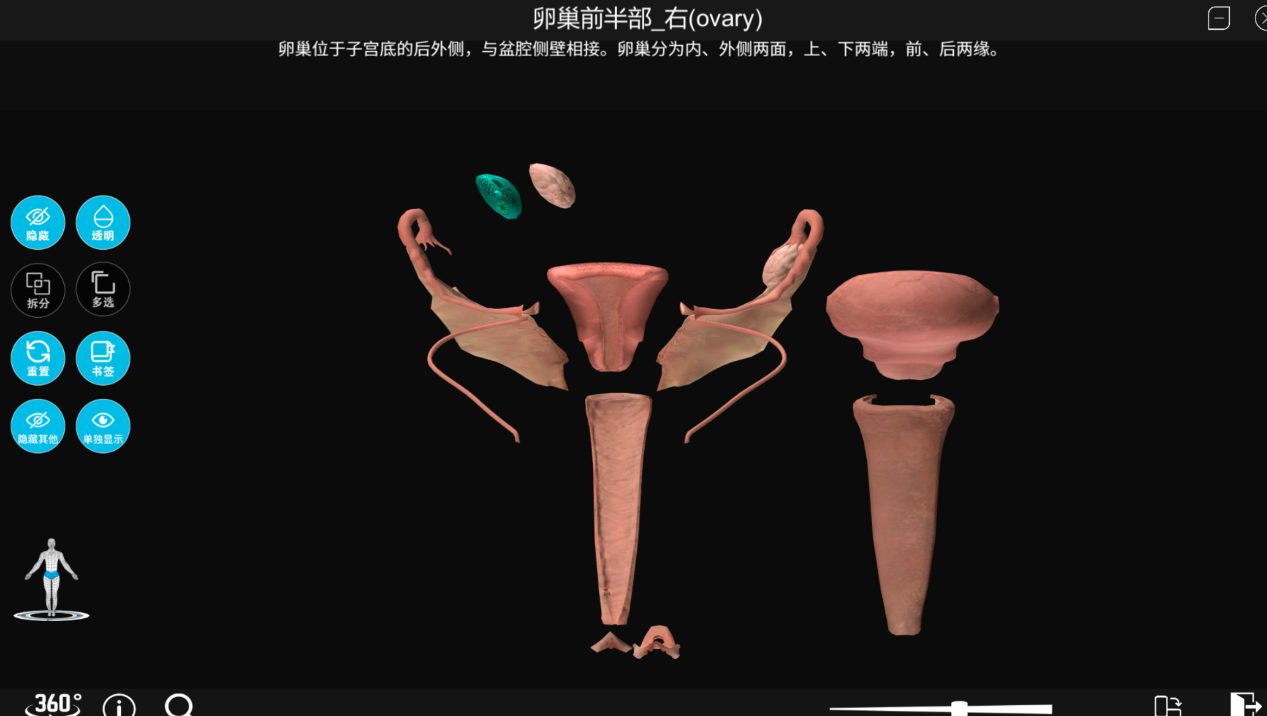 卵巢前半部_右(ovary)
卵巢位于子宫底的后外侧，与盆腔侧壁相接。卵巢分为内、外侧两面，上、下两端，前、后两缘。
隐藏
透明
拆分
多选
重置
书签
隐藏其他
单独显示
360°